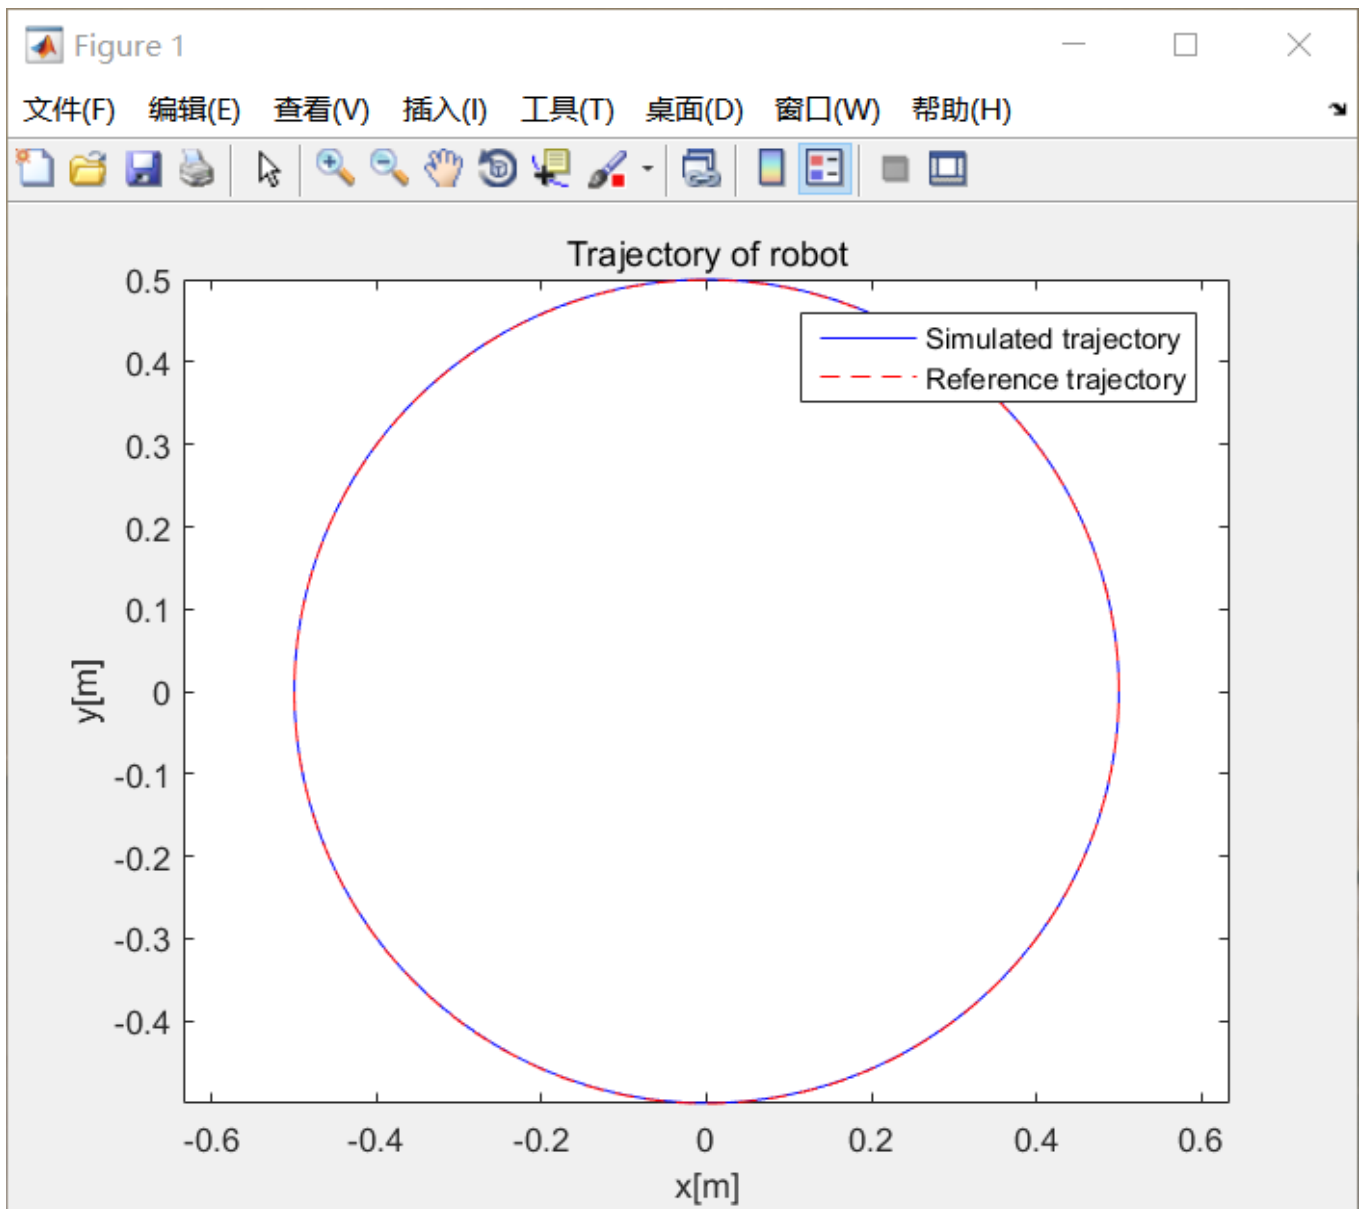 Figure 1
文件(F) 编辑(E) 查看(V) 插入(I) 工具(T) 桌面(D) 窗口(W) 帮助(H)
Trajectory of robot
Simulated trajectory
Reference trajectory
0.5
0.4
0.3
0.2
0.1
0
-0.1
-0.2
-0.3
-0.4
y[m]
-0.6 -0.4 -0.2 0 0.2 0.4 0.6
x[m]